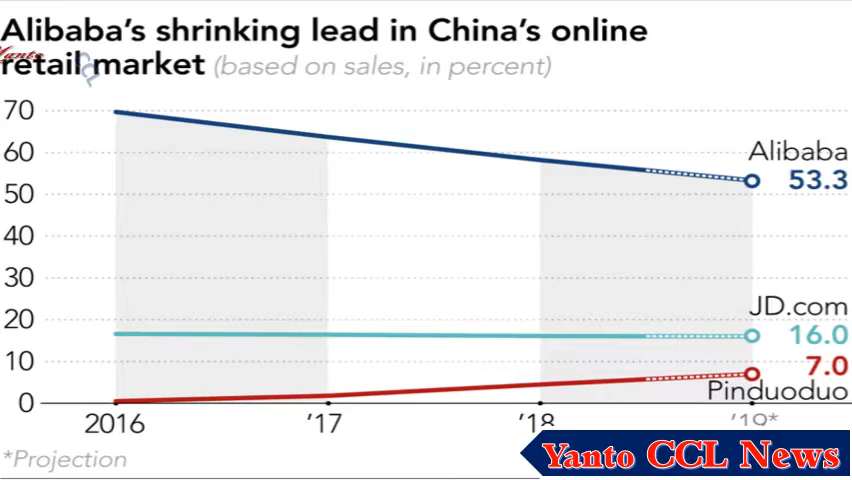 Alibaba's shrinking lead in China's online
retail market (based on sales, in percent)
Yanto
CCL
70
60
50
40
30
20
10
0
Alibaba
53.3
JD.com
16.0
7.0
Pinduoduo
2016 '17 '18 '19*
*Projection
Yanto CCL News